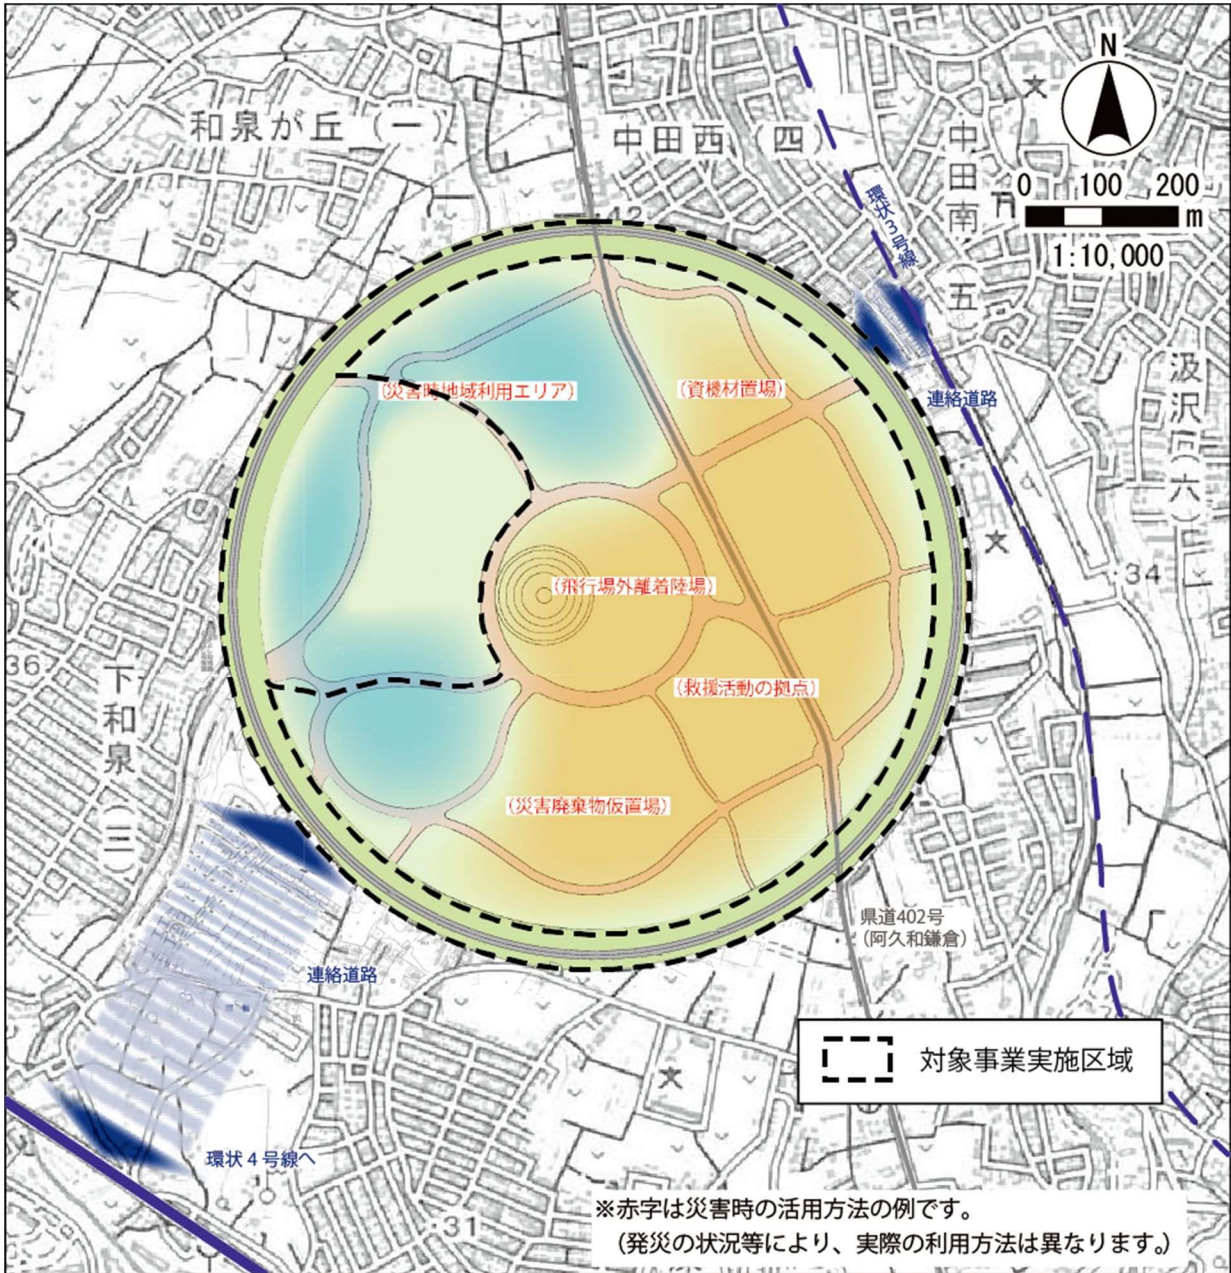 N
0 100 200
m
1:10,000
和泉が丘(一)
中田西(四)
中田南(五)
汲沢(六)
下和泉(三)
環状3号線
42
連絡道路
(災害時地域利用エリア)
(資機材置場)
(飛行場外離着陸場)
・34
36
(救援活動の拠点)
(災害廃棄物仮置場)
県道402号
(阿久和鎌倉)
連絡道路
環状4号線へ
・31
対象事業実施区域
※赤字は災害時の活用方法の例です。
(発災の状況等により、実際の利用方法は異なります。)